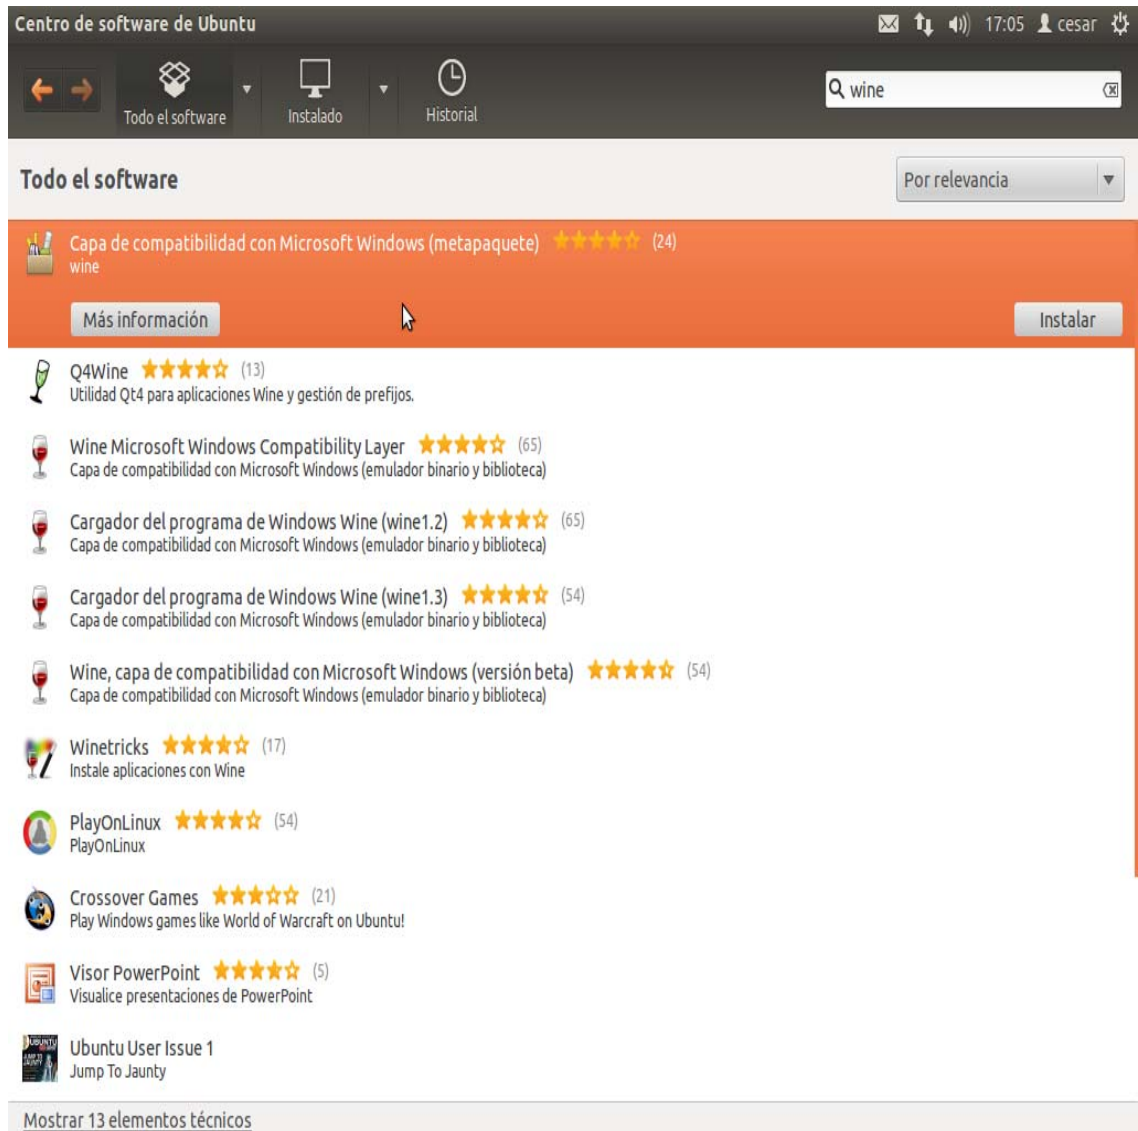 Centro de software de Ubuntu
17:05 cesar
Todo el software
Instalado
Historial
wine
Todo el software
Por relevancia
Capa de compatibilidad con Microsoft Windows (metapaquete) (24)
wine
Más información
Instalar
Q4Wine (13)
Utilidad Qt4 para aplicaciones Wine y gestión de prefijos.
Wine Microsoft Windows Compatibility Layer (65)
Capa de compatibilidad con Microsoft Windows (emulador binario y biblioteca)
Cargador del programa de Windows Wine (wine1.2) (65)
Capa de compatibilidad con Microsoft Windows (emulador binario y biblioteca)
Cargador del programa de Windows Wine (wine1.3) (54)
Capa de compatibilidad con Microsoft Windows (emulador binario y biblioteca)
Wine, capa de compatibilidad con Microsoft Windows (versión beta) (54)
Capa de compatibilidad con Microsoft Windows (emulador binario y biblioteca)
Winetricks (17)
Instale aplicaciones con Wine
PlayOnLinux (54)
PlayOnLinux
Crossover Games (21)
Play Windows games like World of Warcraft on Ubuntu!
Visor PowerPoint (5)
Visualice presentaciones de PowerPoint
Ubuntu User Issue 1
Jump To Jaunty
Mostrar 13 elementos técnicos